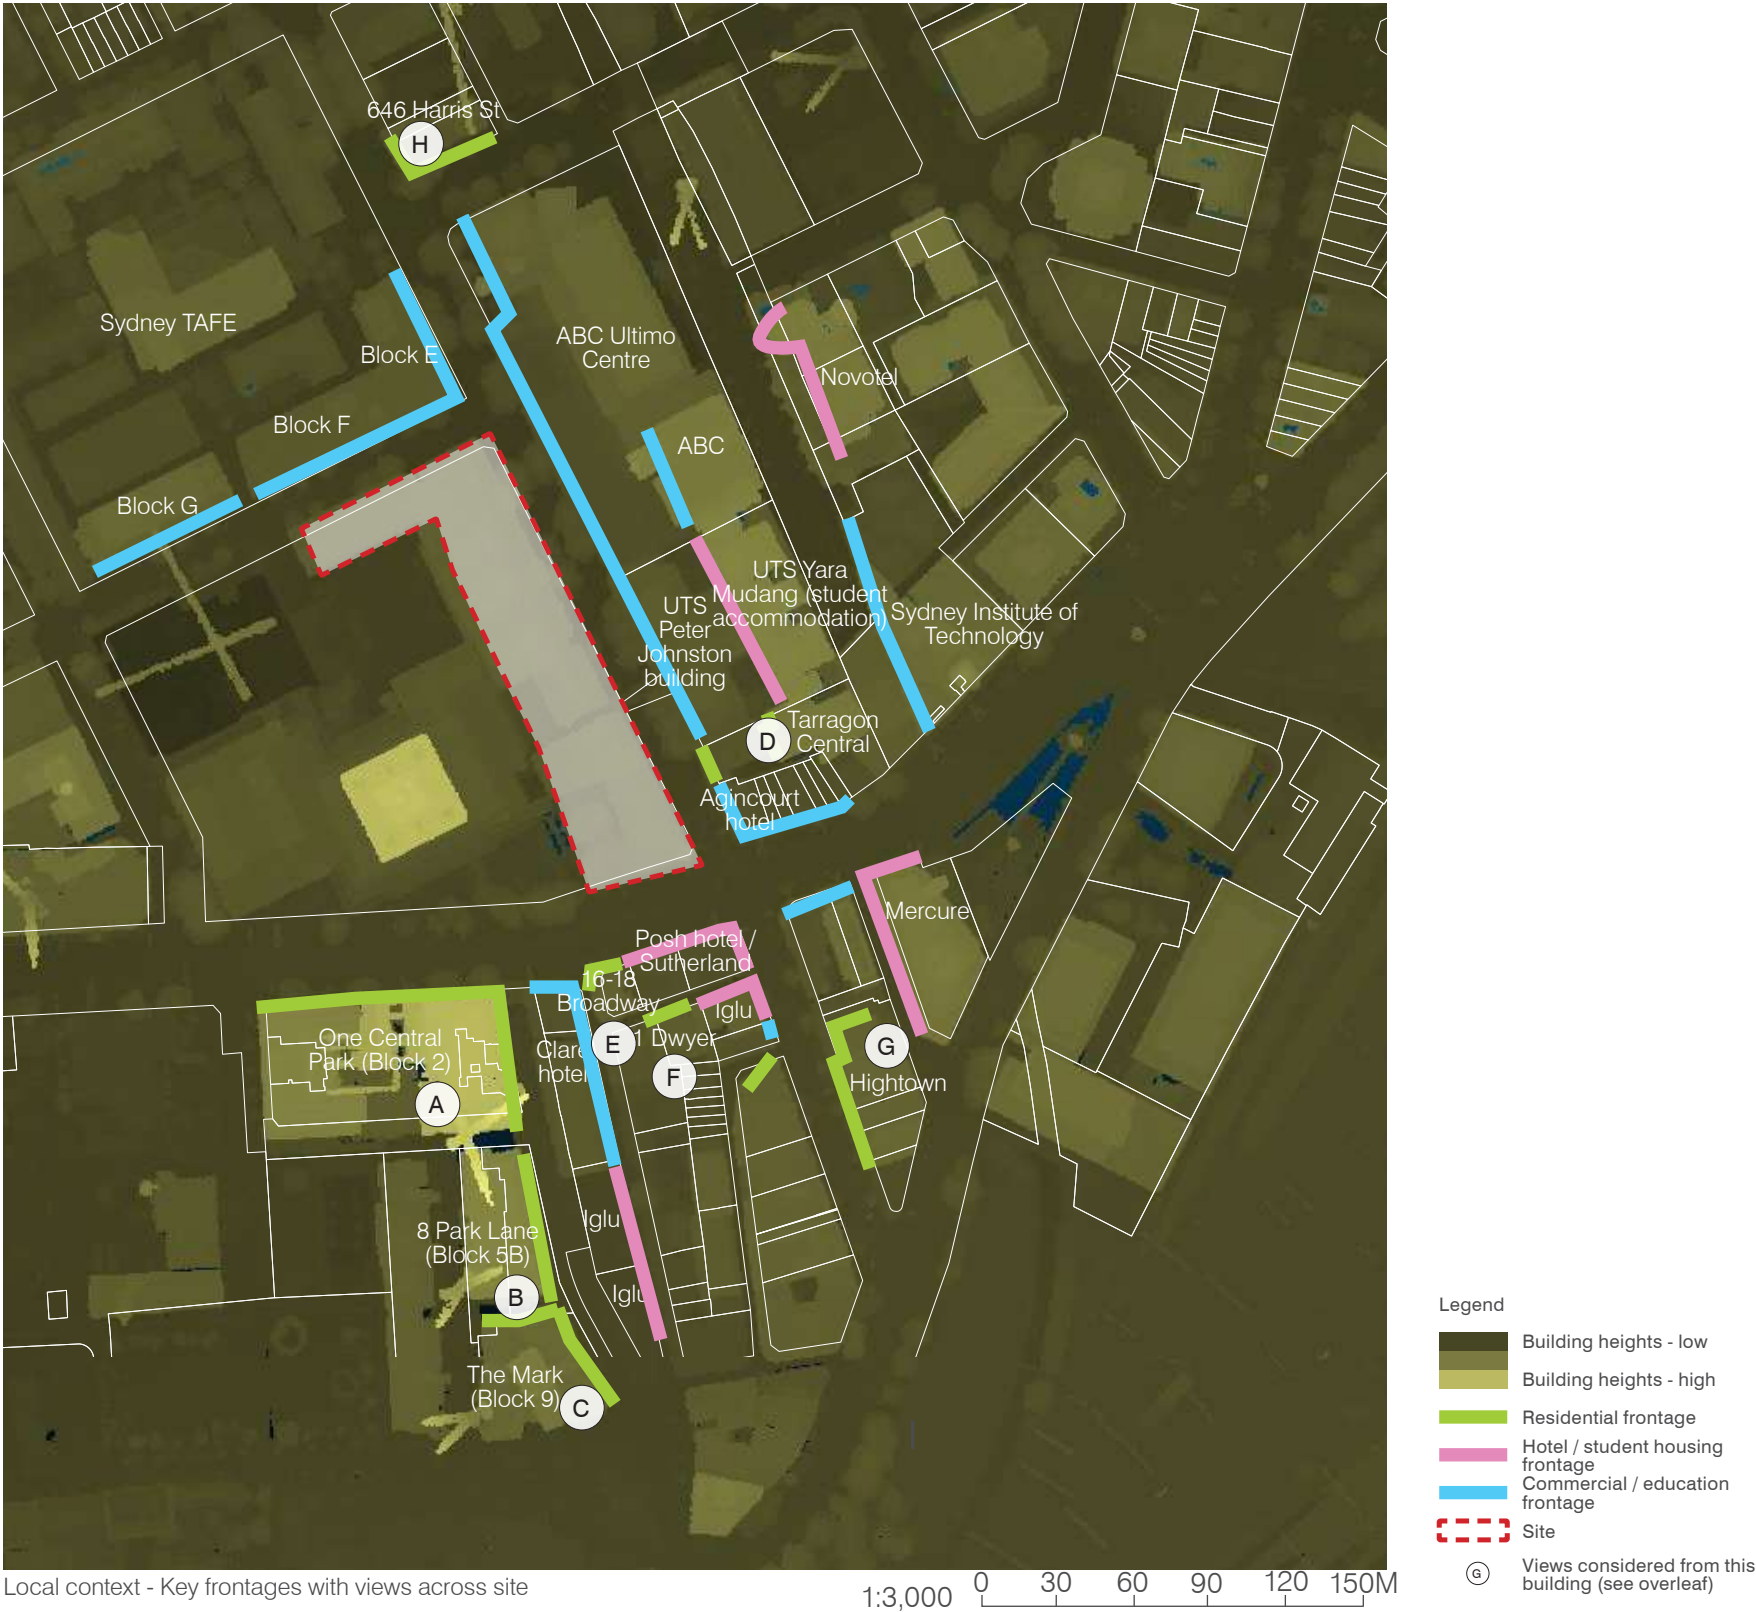 646 Harris St
H
Sydney TAFE
Block E
Block F
Block G
ABC Ultimo
Centre
ABC
Novotel
UTS Yara
Mudang (student
accommodation)
UTS
Peter
Johnston
building
Sydney Institute of
Technology
D
Tarragon
Central
Agincourt
hotel
Mercure
Posh hotel /
Sutherland
16-18
Broadway
Iglu
One Central
Park (Block 2)
A
Clare
hotel
E
1 Dwyer
F
G
Hightown
8 Park Lane
(Block 5B)
B
Iglu
Iglu
The Mark
(Block 9)
C
Legend
Building heights - low
Building heights - high
Residential frontage
Hotel / student housing
frontage
Commercial / education
frontage
Site
G
Views considered from this
building (see overleaf)
Local context - Key frontages with views across site
1:3,000
0 30 60 90 120 150M